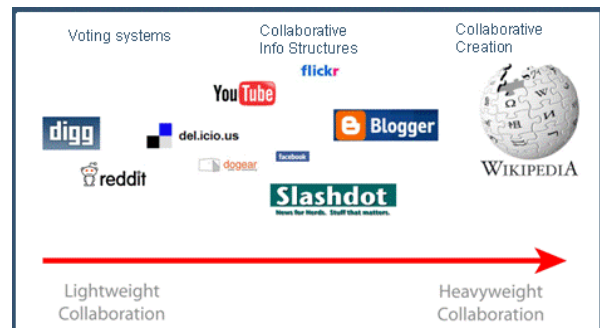 Voting systems
Collaborative
Info Structures
Collaborative
Creation
flickr
YouTube
digg
del.icio.us
Blogger
reddit
dogear
facebook
Slashdot
News for Nerds. Stuff that matters.
WIKIPEDIA
Lightweight
Collaboration
Heavyweight
Collaboration